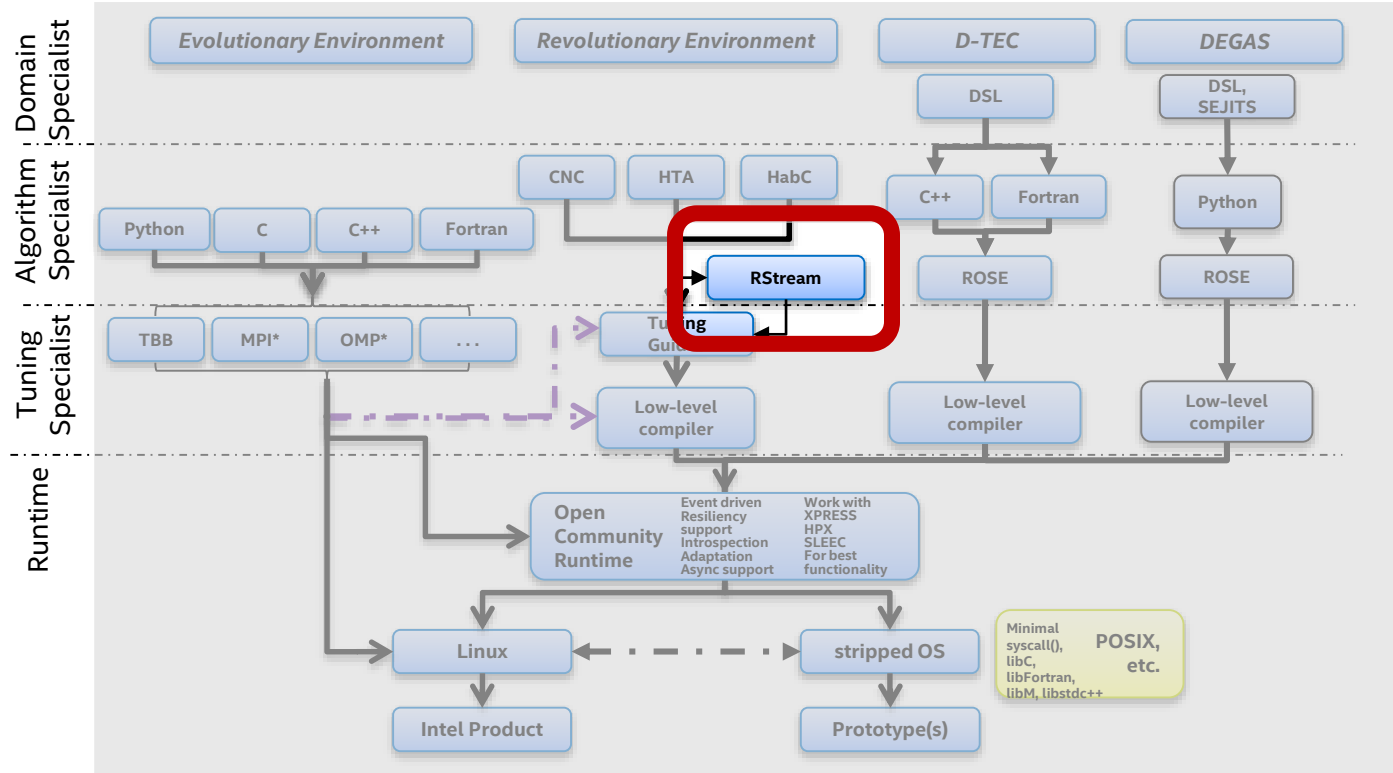 Domain
Specialist
Evolutionary Environment
Revolutionary Environment
D-TEC
DEGAS
DSL
DSL,
SEJITS
Algorithm
Specialist
CNC
HTA
HabC
Python
C
C++
Fortran
C++
Fortran
Python
RStream
ROSE
ROSE
Tuning
Specialist
TBB
MPI*
OMP*
. . .
Tuning
Low-level
compiler
Low-level
compiler
Low-level
compiler
Runtime
Open
Community
Runtime
Event driven
Resiliency
support
Introspection
Adaptation
Async support
Work with
XPRESS
HPX
SLEEC
For best
functionality
Linux
stripped OS
Minimal
syscall(),
libC,
libFortran,
libM, libstdc++
POSIX,
etc.
Intel Product
Prototype(s)